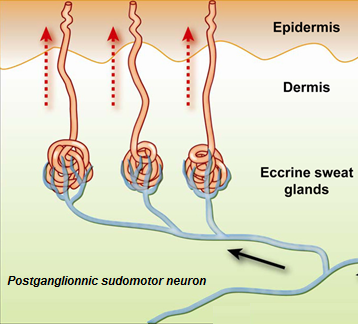 Epidermis
Dermis
Eccrine sweat
glands
Postganglionnic sudomotor neuron